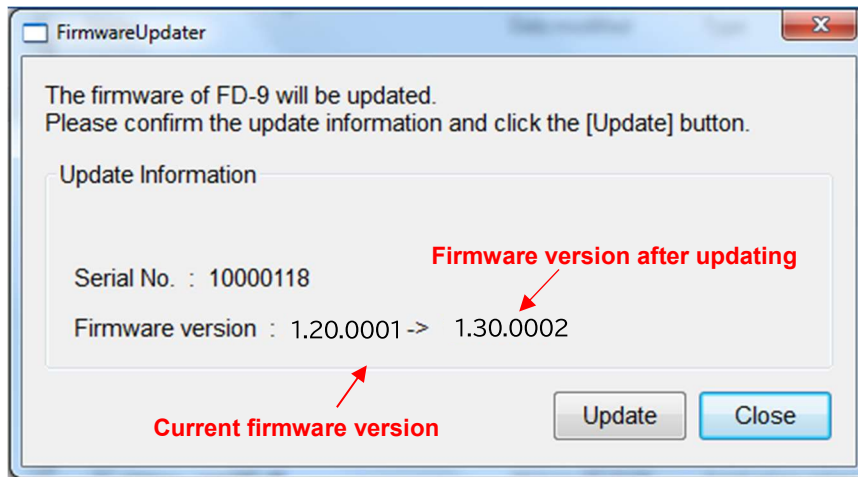 FirmwareUpdater
The firmware of FD-9 will be updated.
Please confirm the update information and click the [Update] button.
Update Information
Firmware version after updating
Serial No. : 10000118
Firmware version : 1.20.0001 -> 1.30.0002
Current firmware version
Update Close